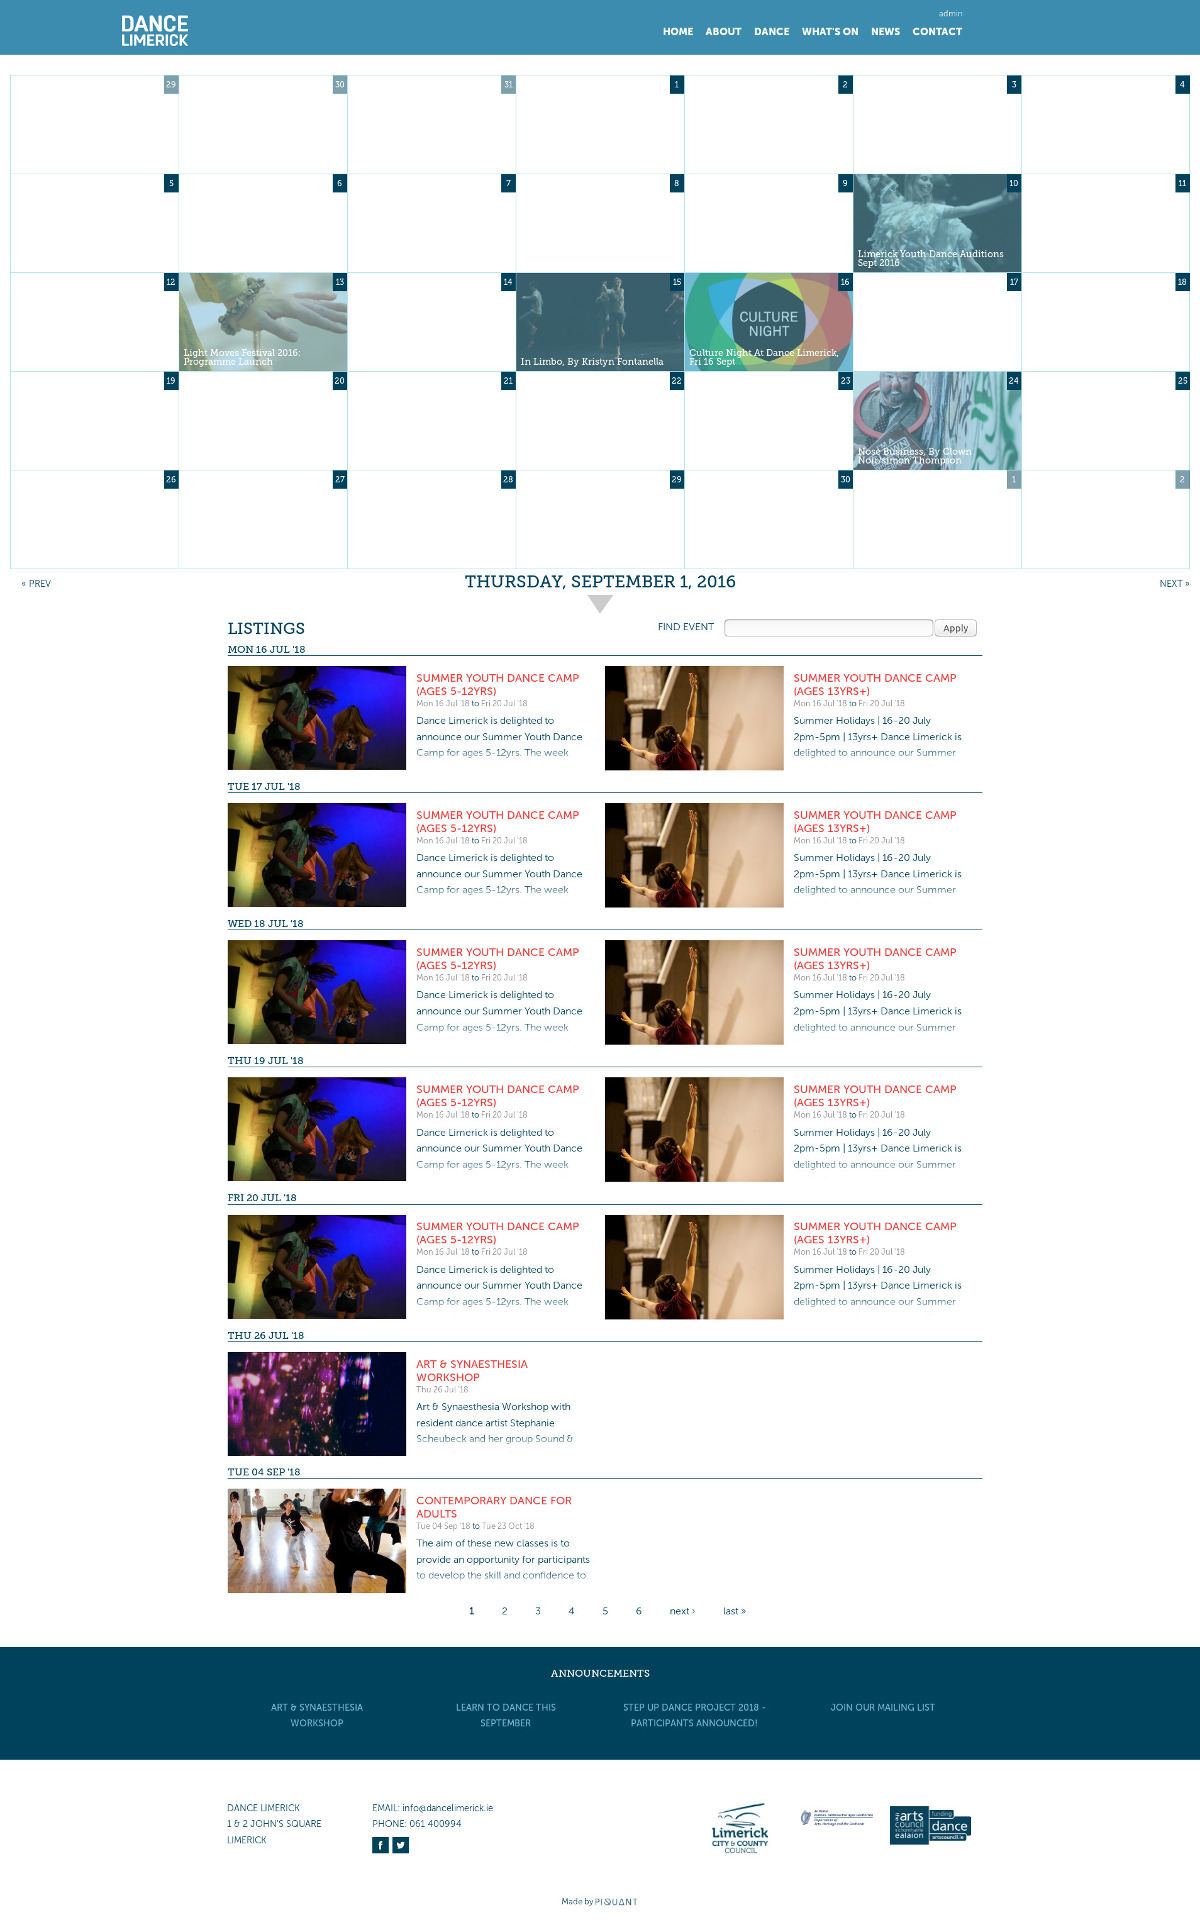 admin
DANCE
LIMERICK
HOME ABOUT DANCE WHAT'S ON NEWS CONTACT
29 30 31 1 2 3 4
5 6 7 8 9 10 11
Limerick Youth Dance Auditions
Sept 2016
12 13 14 15 16 17 18
CULTURE
NIGHT
Light Moves Festival 2016:
Programme Launch
In Limbo, By Kristyn Fontanella
Culture Night At Dance Limerick,
Fri 16 Sept
19 20 21 22 23 24 25
Nose Business, By Clown
Noir/simon Thompson
26 27 28 29 30 1 2
« PREV
THURSDAY, SEPTEMBER 1, 2016
NEXT »
LISTINGS
FIND EVENT
Apply
MON 16 JUL '18
SUMMER YOUTH DANCE CAMP
(AGES 5-12YRS)
Mon 16 Jul '18 to Fri 20 Jul '18
Dance Limerick is delighted to
announce our Summer Youth Dance
Camp for ages 5-12yrs. The week
SUMMER YOUTH DANCE CAMP
(AGES 13YRS+)
Mon 16 Jul '18 to Fri 20 Jul '18
Summer Holidays | 16-20 July
2pm-5pm | 13yrs+ Dance Limerick is
delighted to announce our Summer
TUE 17 JUL '18
SUMMER YOUTH DANCE CAMP
(AGES 5-12YRS)
Mon 16 Jul '18 to Fri 20 Jul '18
Dance Limerick is delighted to
announce our Summer Youth Dance
Camp for ages 5-12yrs. The week
SUMMER YOUTH DANCE CAMP
(AGES 13YRS+)
Mon 16 Jul '18 to Fri 20 Jul '18
Summer Holidays | 16-20 July
2pm-5pm | 13yrs+ Dance Limerick is
delighted to announce our Summer
WED 18 JUL '18
SUMMER YOUTH DANCE CAMP
(AGES 5-12YRS)
Mon 16 Jul '18 to Fri 20 Jul '18
Dance Limerick is delighted to
announce our Summer Youth Dance
Camp for ages 5-12yrs. The week
SUMMER YOUTH DANCE CAMP
(AGES 13YRS+)
Mon 16 Jul '18 to Fri 20 Jul '18
Summer Holidays | 16-20 July
2pm-5pm | 13yrs+ Dance Limerick is
delighted to announce our Summer
THU 19 JUL '18
SUMMER YOUTH DANCE CAMP
(AGES 5-12YRS)
Mon 16 Jul '18 to Fri 20 Jul '18
Dance Limerick is delighted to
announce our Summer Youth Dance
Camp for ages 5-12yrs. The week
SUMMER YOUTH DANCE CAMP
(AGES 13YRS+)
Mon 16 Jul '18 to Fri 20 Jul '18
Summer Holidays | 16-20 July
2pm-5pm | 13yrs+ Dance Limerick is
delighted to announce our Summer
FRI 20 JUL '18
SUMMER YOUTH DANCE CAMP
(AGES 5-12YRS)
Mon 16 Jul '18 to Fri 20 Jul '18
Dance Limerick is delighted to
announce our Summer Youth Dance
Camp for ages 5-12yrs. The week
SUMMER YOUTH DANCE CAMP
(AGES 13YRS+)
Mon 16 Jul '18 to Fri 20 Jul '18
Summer Holidays | 16-20 July
2pm-5pm | 13yrs+ Dance Limerick is
delighted to announce our Summer
THU 26 JUL '18
ART & SYNAESTHESIA
WORKSHOP
Thu 26 Jul '18
Art & Synaesthesia Workshop with
resident dance artist Stephanie
Scheubeck and her group Sound &
TUE 04 SEP '18
CONTEMPORARY DANCE FOR
ADULTS
Tue 04 Sep '18 to Tue 23 Oct '18
The aim of these new classes is to
provide an opportunity for participants
to develop the skill and confidence to
1 2 3 4 5 6 next › last »
ANNOUNCEMENTS
ART & SYNAESTHESIA
WORKSHOP
LEARN TO DANCE THIS
SEPTEMBER
STEP UP DANCE PROJECT 2018 -
PARTICIPANTS ANNOUNCED!
JOIN OUR MAILING LIST
DANCE LIMERICK
1 & 2 JOHN'S SQUARE
LIMERICK
EMAIL: info@dancelimerick.ie
PHONE: 061 400994
Limerick
CITY & COUNTY
COUNCIL
arts
council
ealaíon
funding
dance
artscouncil.ie
Made by PIQUANT